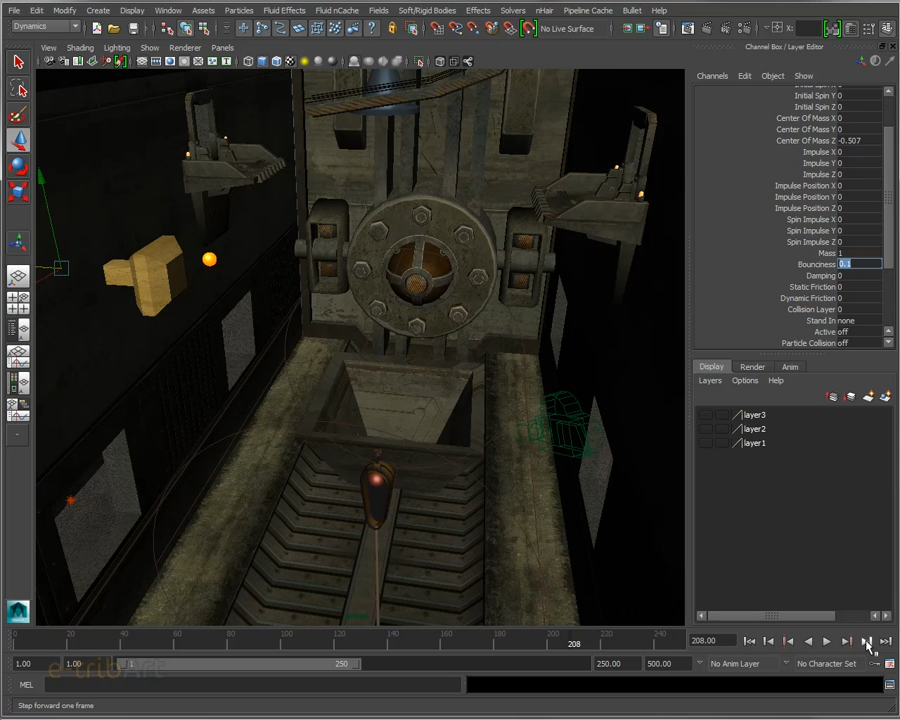 File Edit Modify Create Display Window Assets Particles Fluid Effects Fluid nCache Fields Soft/Rigid Bodies Effects Solvers nHair Pipeline Cache Bullet Help
Channel Box / Layer Editor
Dynamics
No Live Surface
X:
View Shading Lighting Show Renderer Panels
Channels Edit Object Show
Initial Spin Y 0
Initial Spin Z 0
Center Of Mass X 0
Center Of Mass Y 0
Center Of Mass Z -0.507
Impulse X 0
Impulse Y 0
Impulse Z 0
Impulse Position X 0
Impulse Position Y 0
Impulse Position Z 0
Spin Impulse X 0
Spin Impulse Y 0
Spin Impulse Z 0
Mass 1
Bounciness 0.1
Damping 0
Static Friction 0
Dynamic Friction 0
Collision Layer 0
Stand In none
Active off
Particle Collision off
Display Render Anim
Layers Options Help
layer3
layer2
layer1
0 20 40 60 80 100 120 140 160 180 200 208 220 240
208.00
1.00 1.00 1 250 250.00 500.00 No Anim Layer No Character Set
e-tribArt
MEL
Step forward one frame